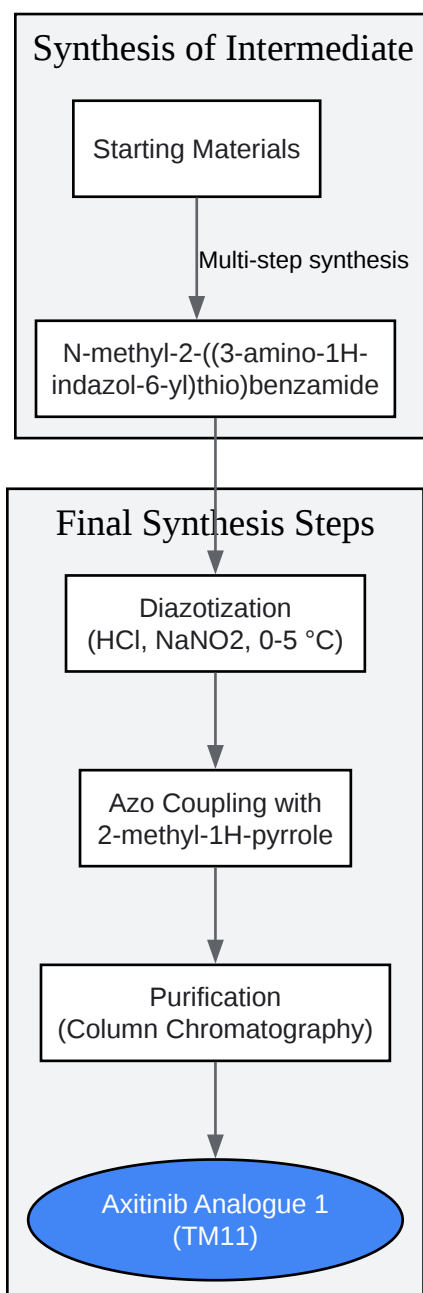 Synthesis of Intermediate
Starting Materials
Multi-step synthesis
N-methyl-2-((3-amino-1H-
indazol-6-yl)thio)benzamide
Final Synthesis Steps
Diazotization
(HCl, NaNO2, 0-5 °C)
Azo Coupling with
2-methyl-1H-pyrrole
Purification
(Column Chromatography)
Axitinib Analogue 1
(TM11)